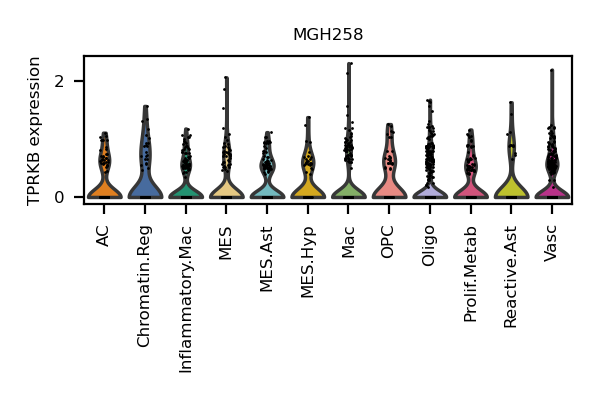 MGH258
TPRKB expression
2
0
AC
Chromatin.Reg
Inflammatory.Mac
MES
MES.Ast
MES.Hyp
Mac
OPC
Oligo
Prolif.Metab
Reactive.Ast
Vasc